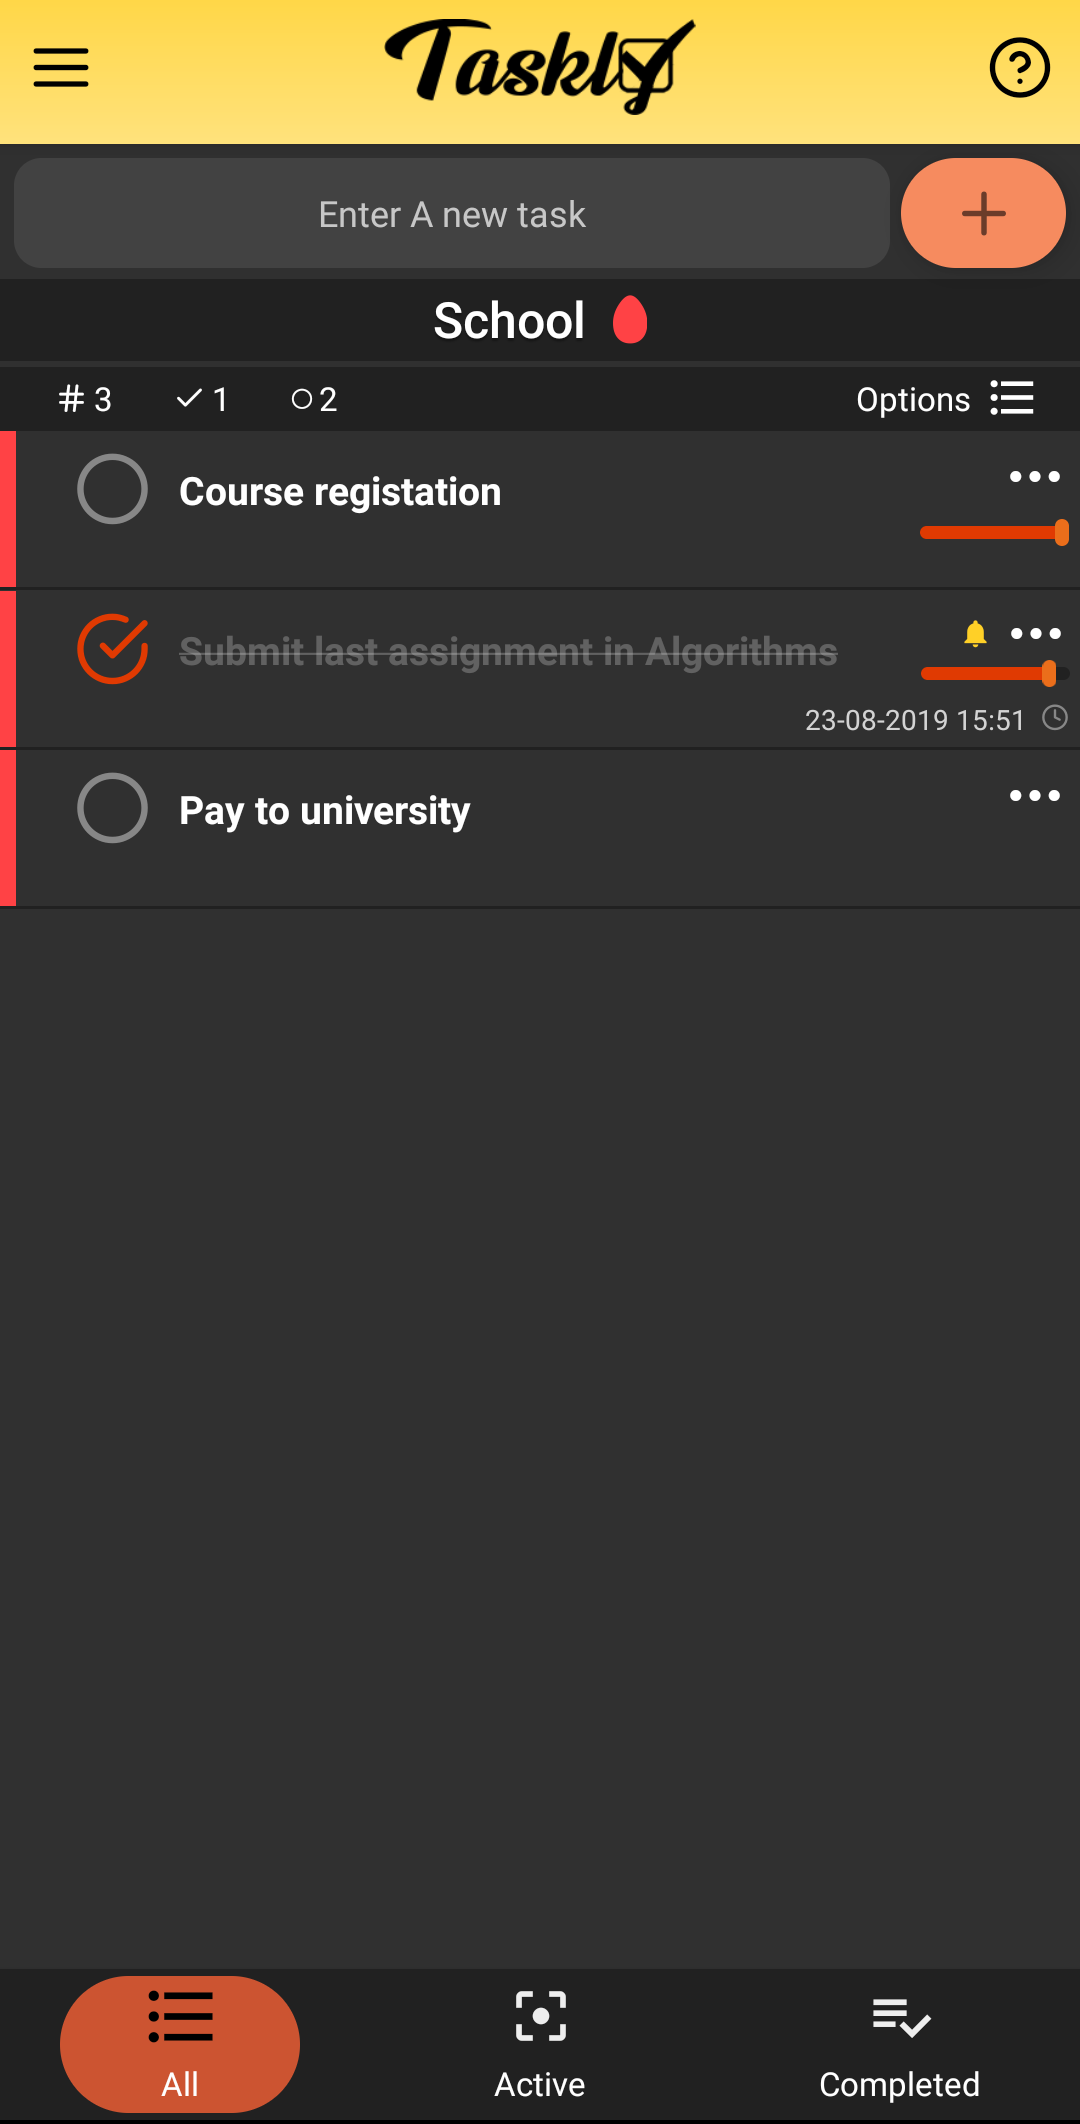 Taskly
Enter A new task
School
# 3 1 2 Options
Course registation
Submit last assignment in Algorithms
23-08-2019 15:51
Pay to university
All Active Completed